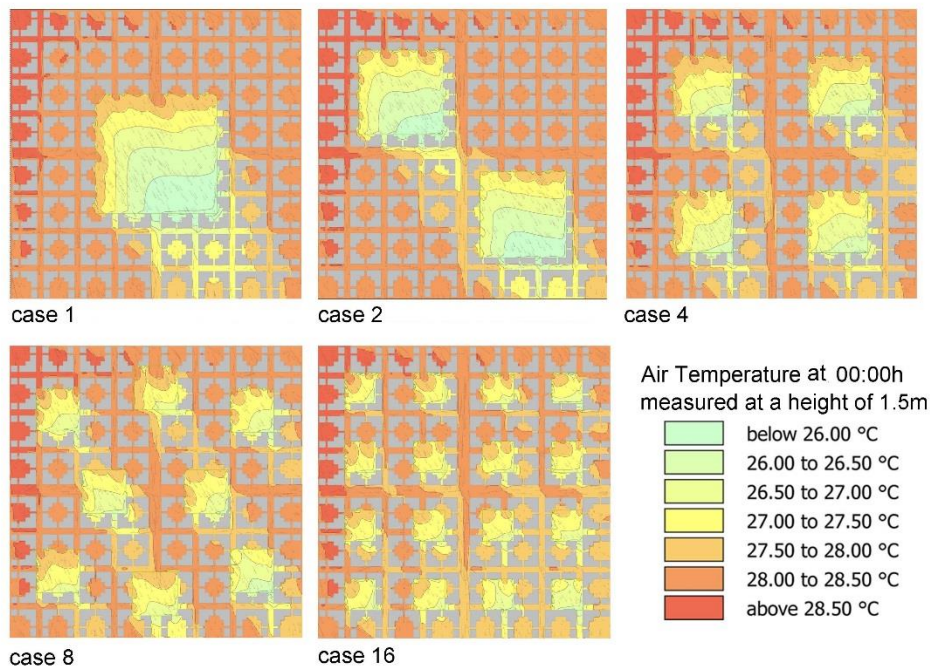 case 1
case 2
case 4
case 8
case 16
Air Temperature at 00:00h
measured at a height of 1.5m
below 26.00 °C
26.00 to 26.50 °C
26.50 to 27.00 °C
27.00 to 27.50 °C
27.50 to 28.00 °C
28.00 to 28.50 °C
above 28.50 °C